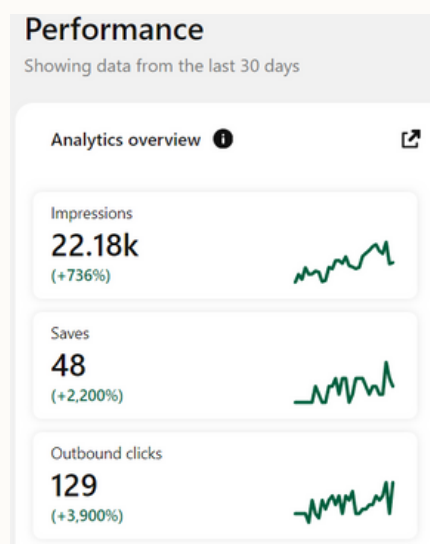 Performance
Showing data from the last 30 days
Analytics overview
Impressions
22.18k
(+736%)
Saves
48
(+2,200%)
Outbound clicks
129
(+3,900%)